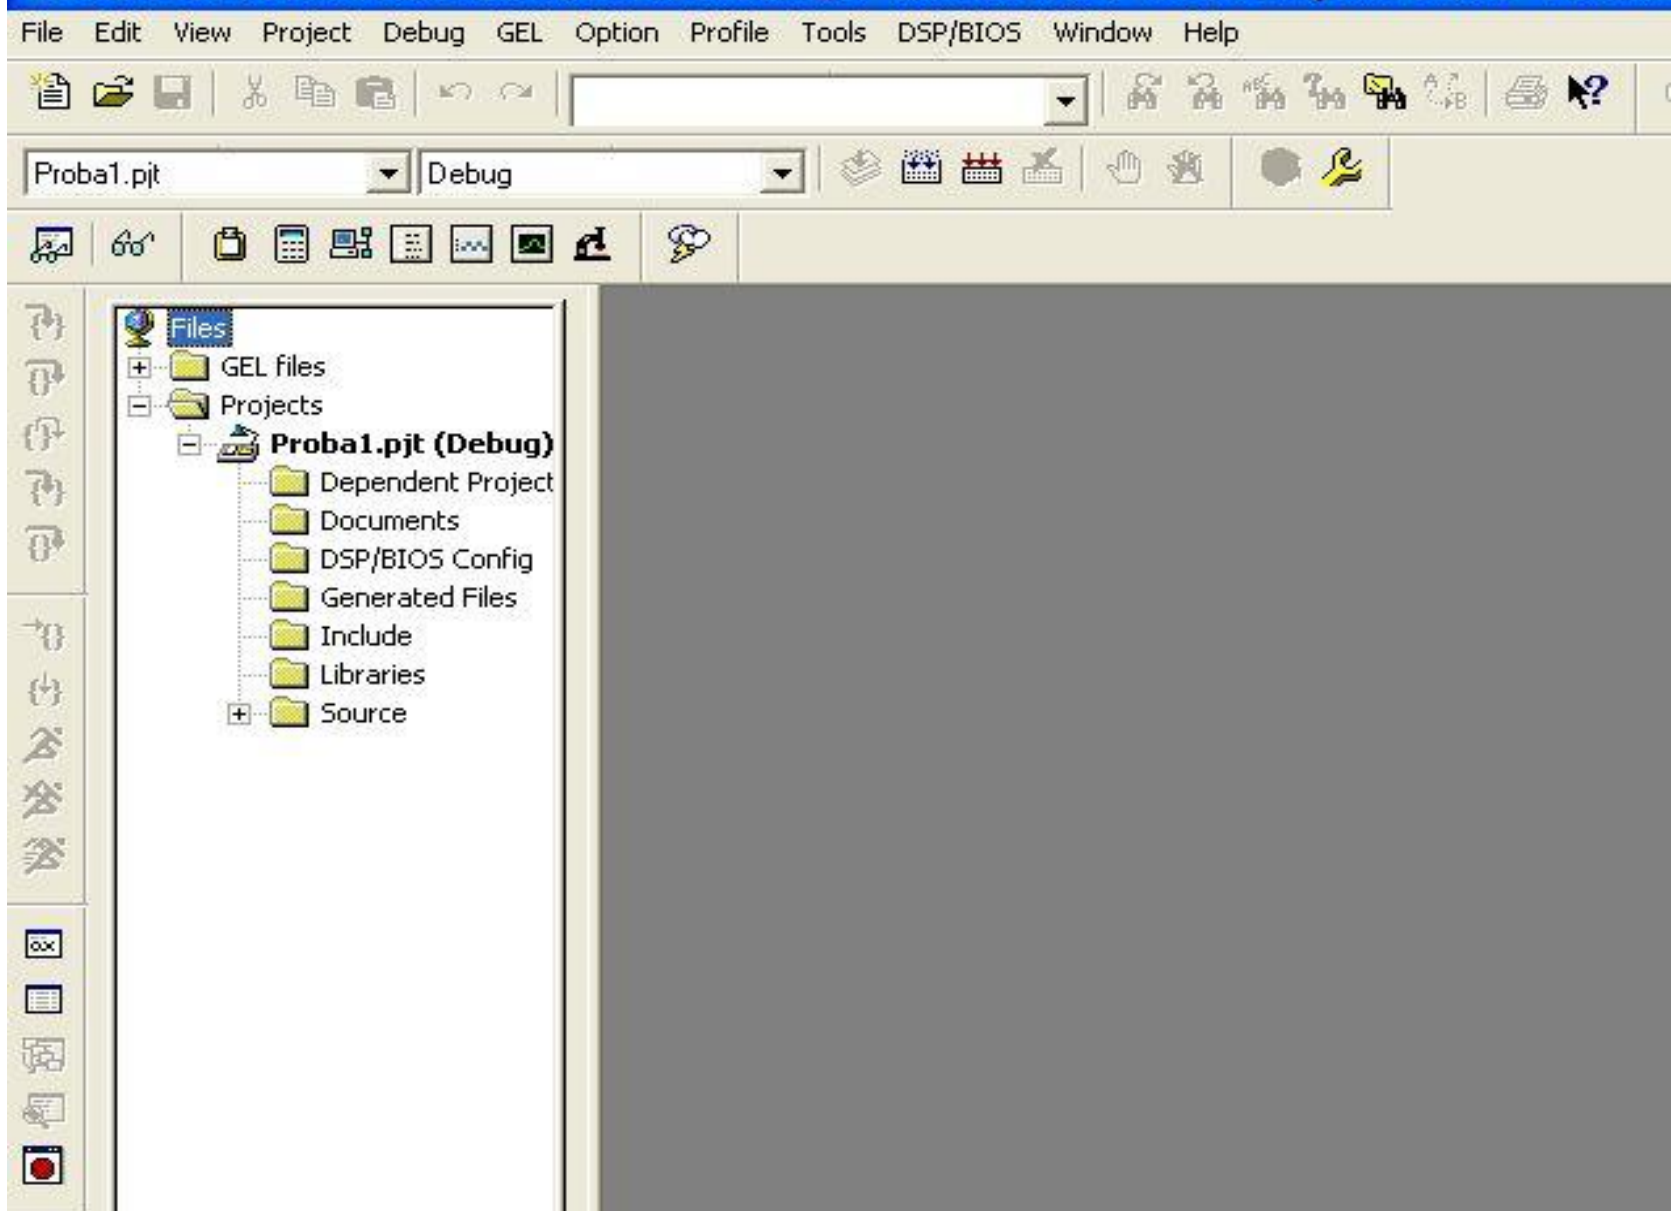 File Edit View Project Debug GEL Option Profile Tools DSP/BIOS Window Help
Proba1.pjt Debug
Files
GEL files
Projects
Proba1.pjt (Debug)
Dependent Project
Documents
DSP/BIOS Config
Generated Files
Include
Libraries
Source